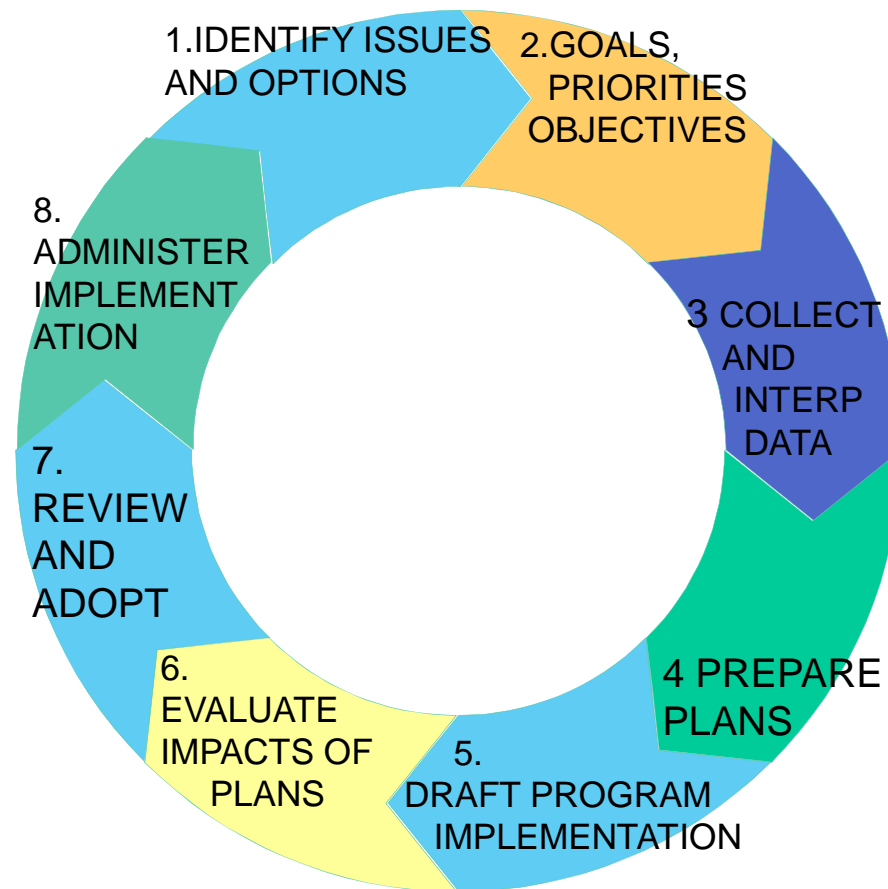 1.IDENTIFY ISSUES
AND OPTIONS
2.GOALS,
PRIORITIES
OBJECTIVES
3 COLLECT
AND
INTERP
DATA
4 PREPARE
PLANS
5.
DRAFT PROGRAM
IMPLEMENTATION
6.
EVALUATE
IMPACTS OF
PLANS
7.
REVIEW
AND
ADOPT
8.
ADMINISTER
IMPLEMENT
ATION